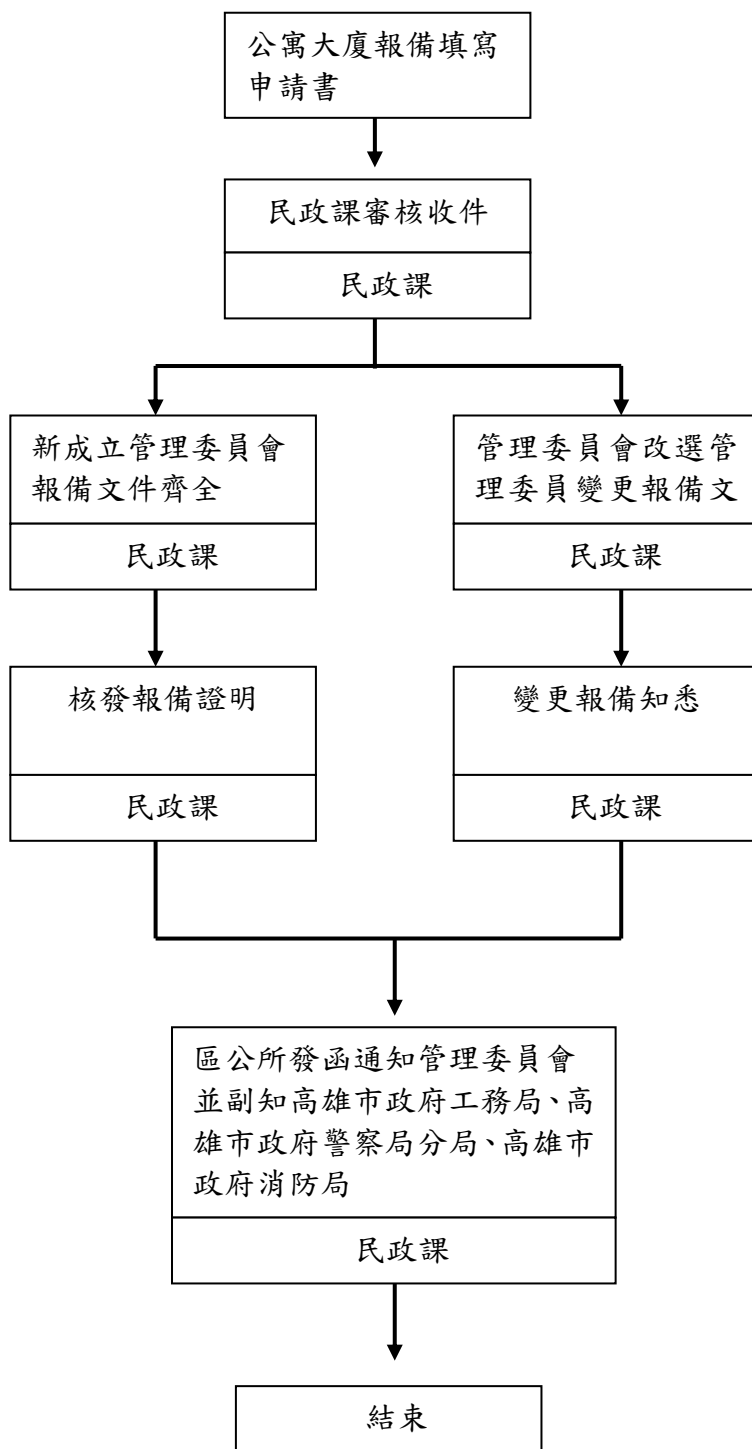 公寓大廈報備填寫
申請書
民政課審核收件
民政課
新成立管理委員會
報備文件齊全
民政課
管理委員會改選管
理委員變更報備文
民政課
核發報備證明
民政課
變更報備知悉
民政課
區公所發函通知管理委員會
並副知高雄市政府工務局、高
雄市政府警察局分局、高雄市
政府消防局
民政課
結束